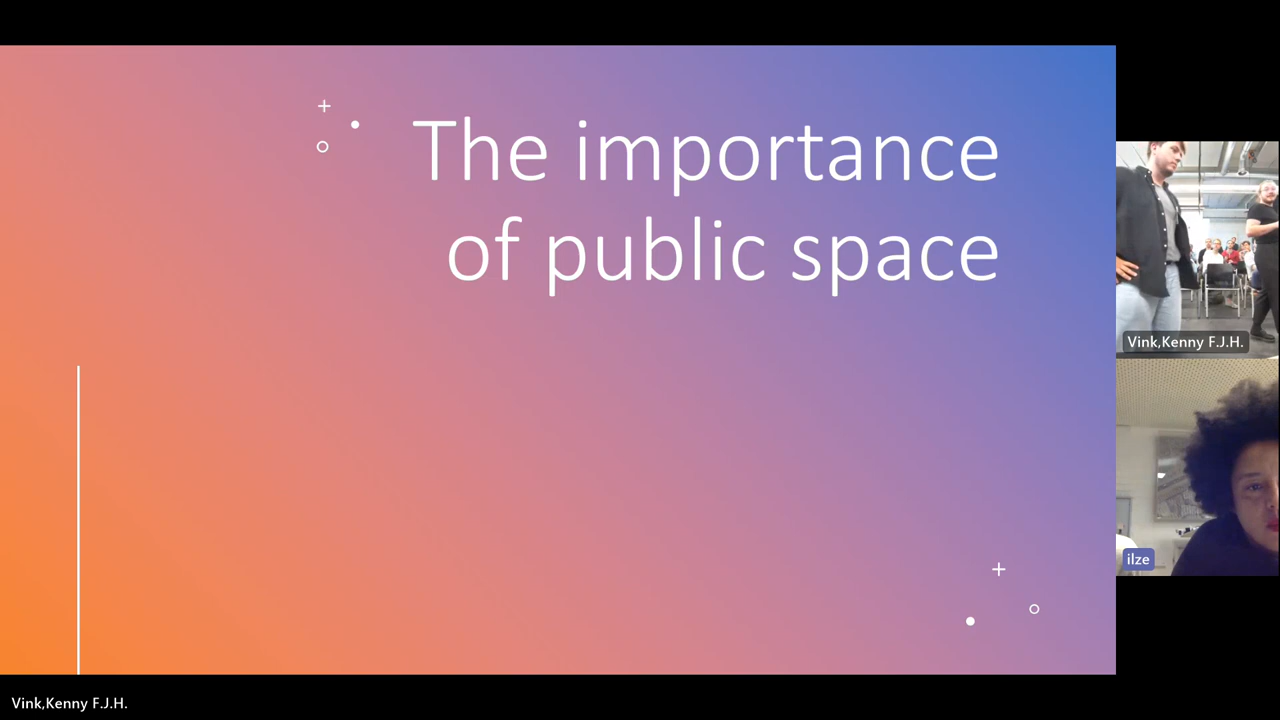 The importance
of public space
Vink,Kenny F.J.H.
ilze
Vink,Kenny F.J.H.